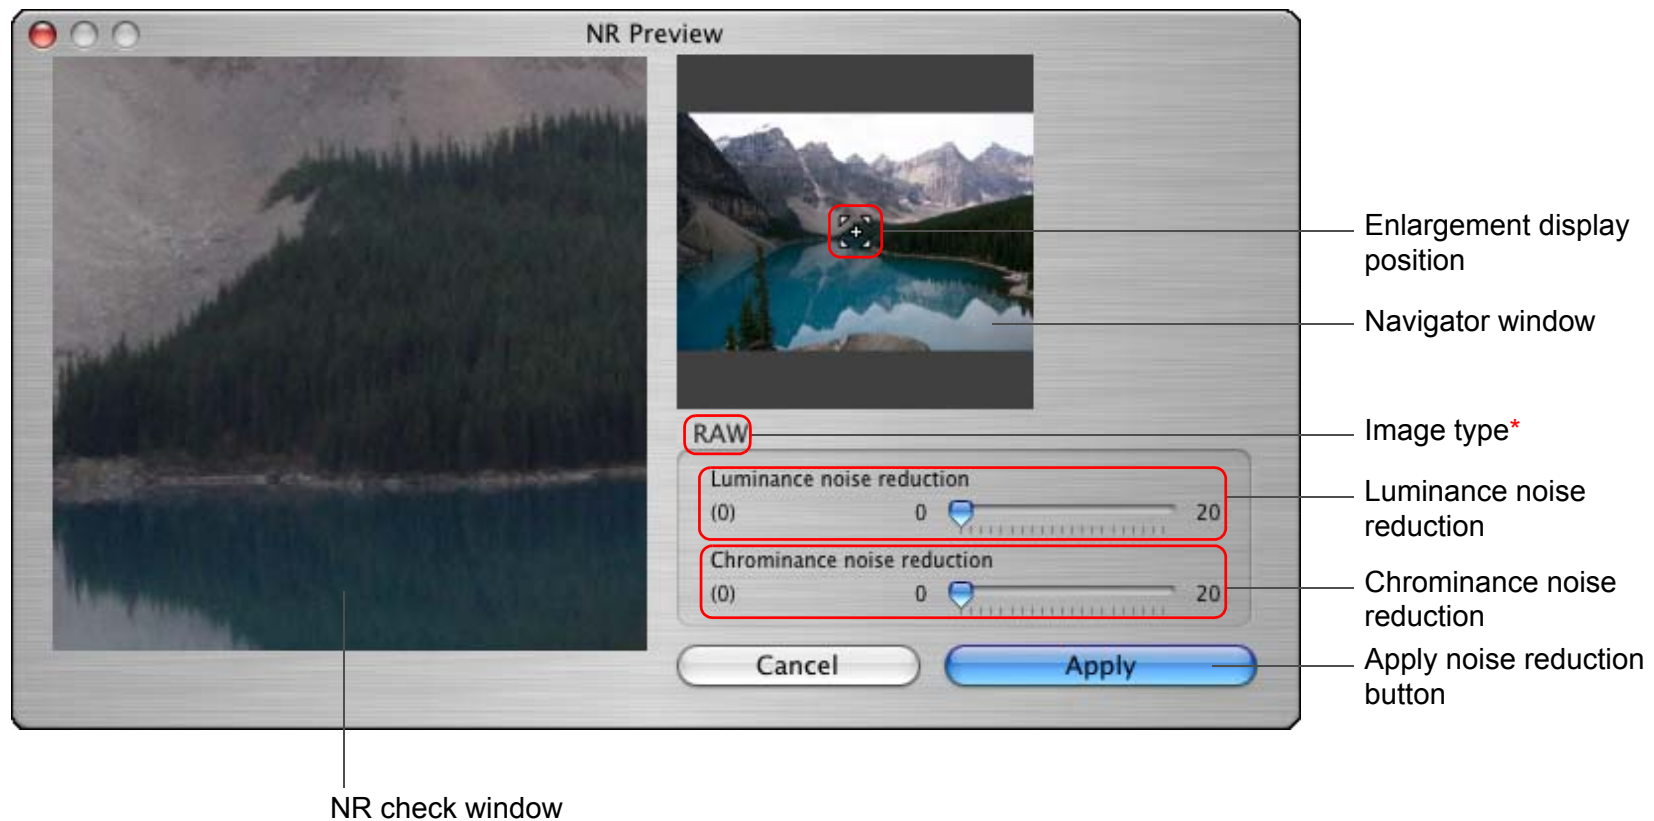 NR Preview
Enlargement display
position
Navigator window
RAW
Image type*
Luminance noise reduction
(0) 0 20
Luminance noise
reduction
Chrominance noise reduction
(0) 0 20
Chrominance noise
reduction
Cancel Apply
Apply noise reduction
button
NR check window